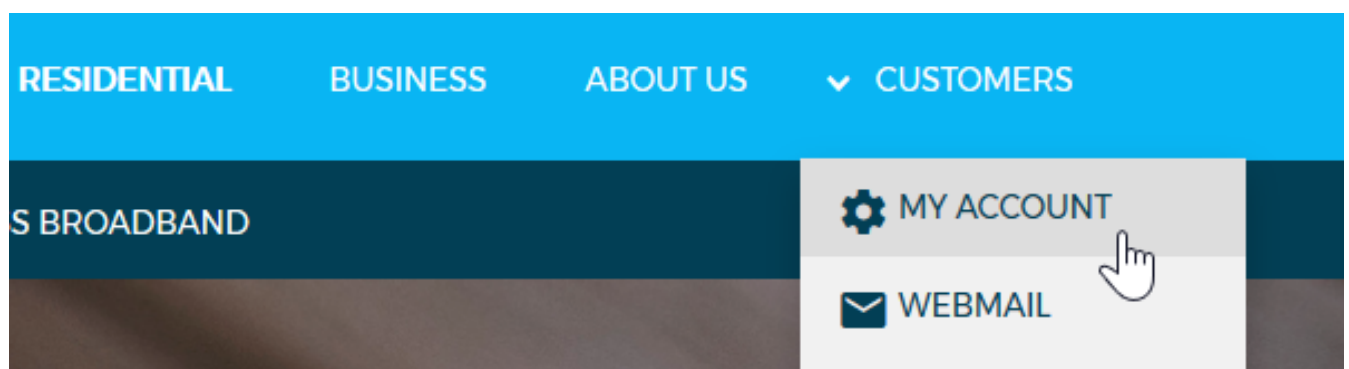 RESIDENTIAL BUSINESS ABOUT US CUSTOMERS
MY ACCOUNT
S BROADBAND
WEBMAIL